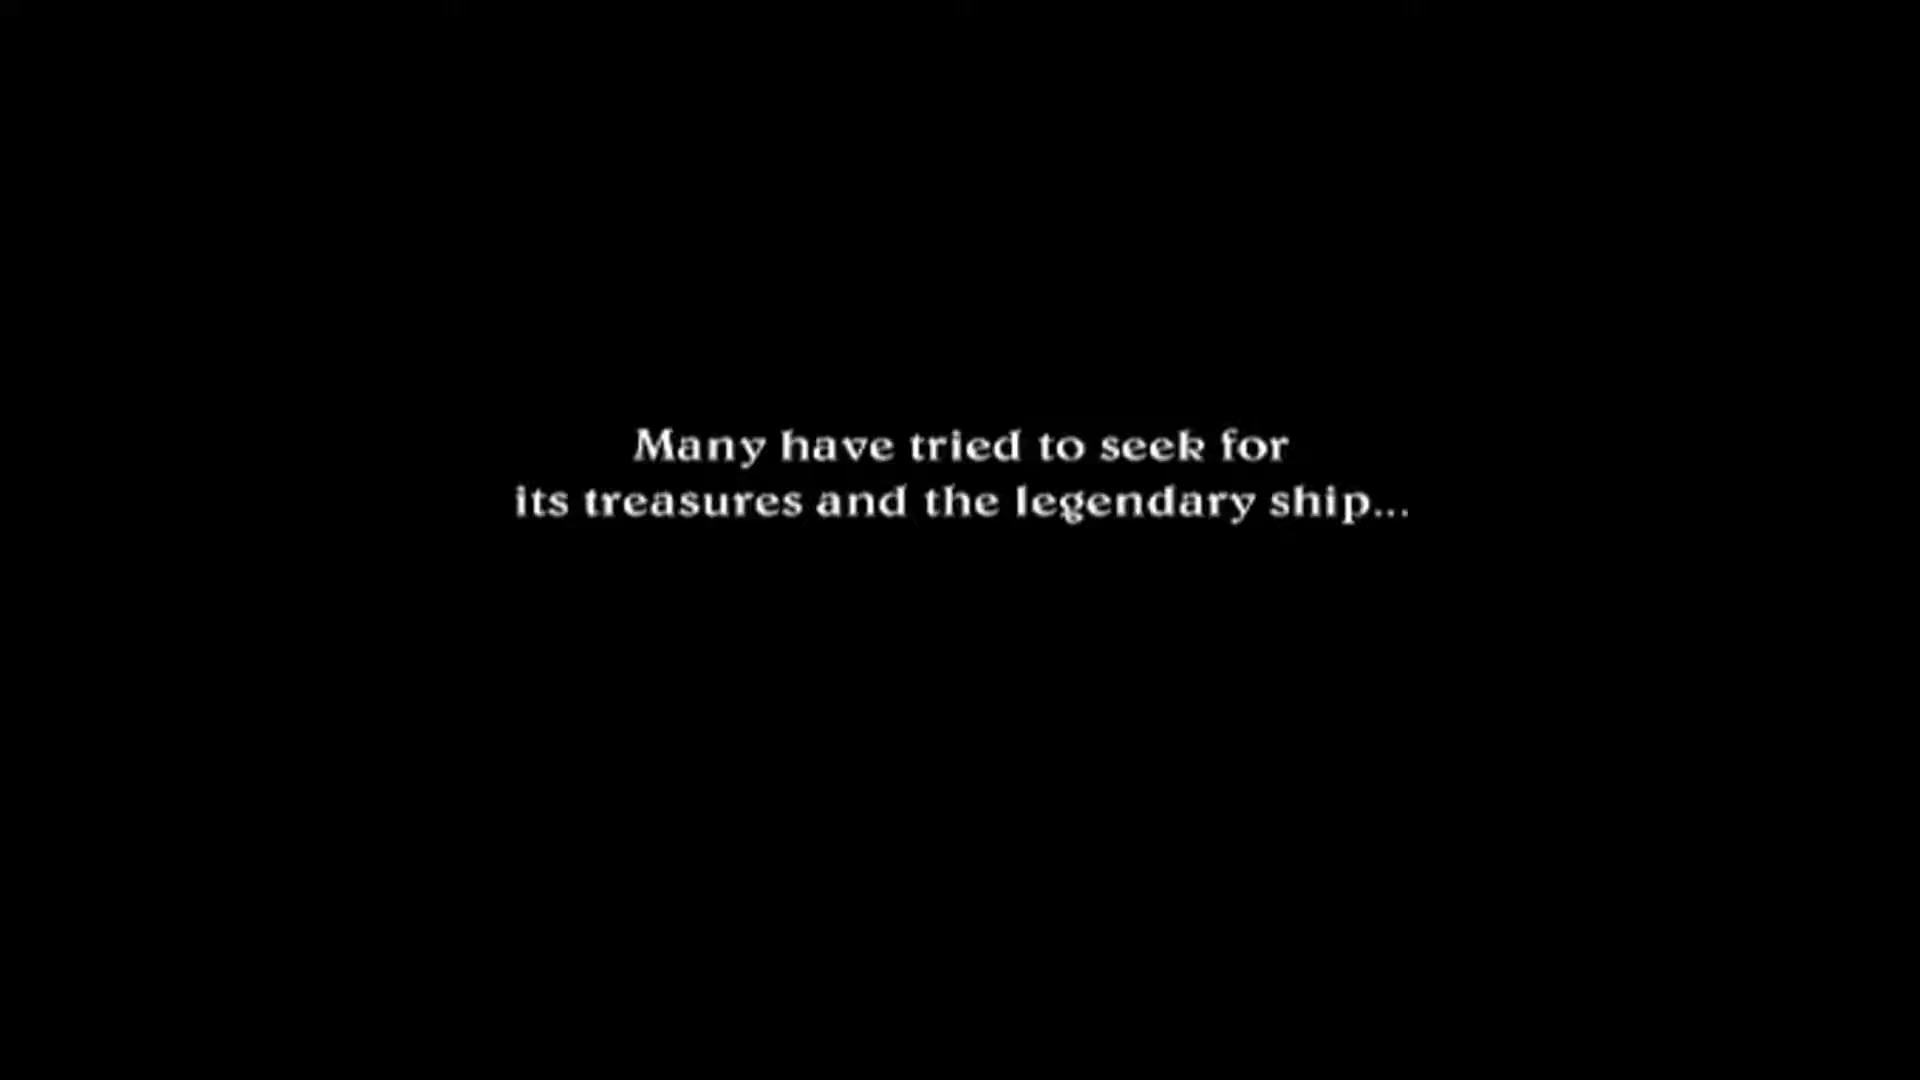 Many have tried to seek for
its treasures and the legendary ship...